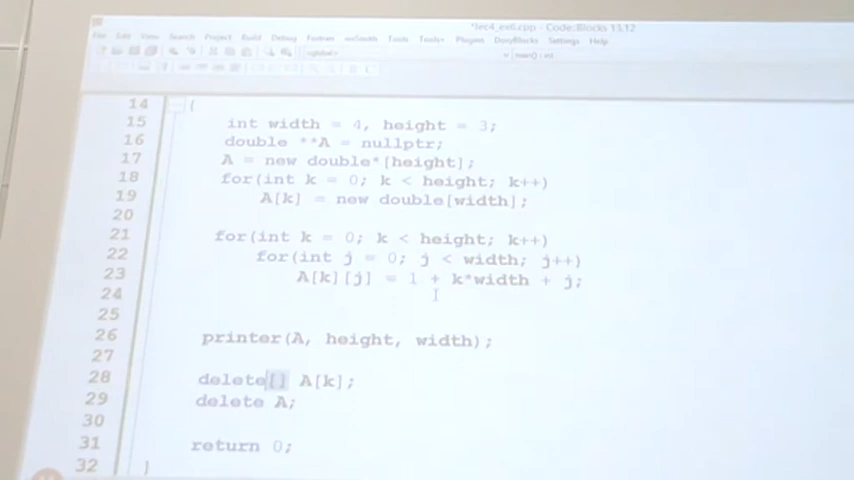 *lec4_ex6.cpp - Code::Blocks 13.12
File Edit View Search Project Build Debug Fortran wxSmith Tools Tools+ Plugins DoxyBlocks Settings Help
<global>
main() : int
14 {
15 int width = 4, height = 3;
16 double **A = nullptr;
17 A = new double*[height];
18 for(int k = 0; k < height; k++)
19 A[k] = new double[width];
20
21 for(int k = 0; k < height; k++)
22 for(int j = 0; j < width; j++)
23 A[k][j] = 1 + k*width + j;
24
25
26 printer(A, height, width);
27
28 delete[] A[k];
29 delete A;
30
31 return 0;
32 }